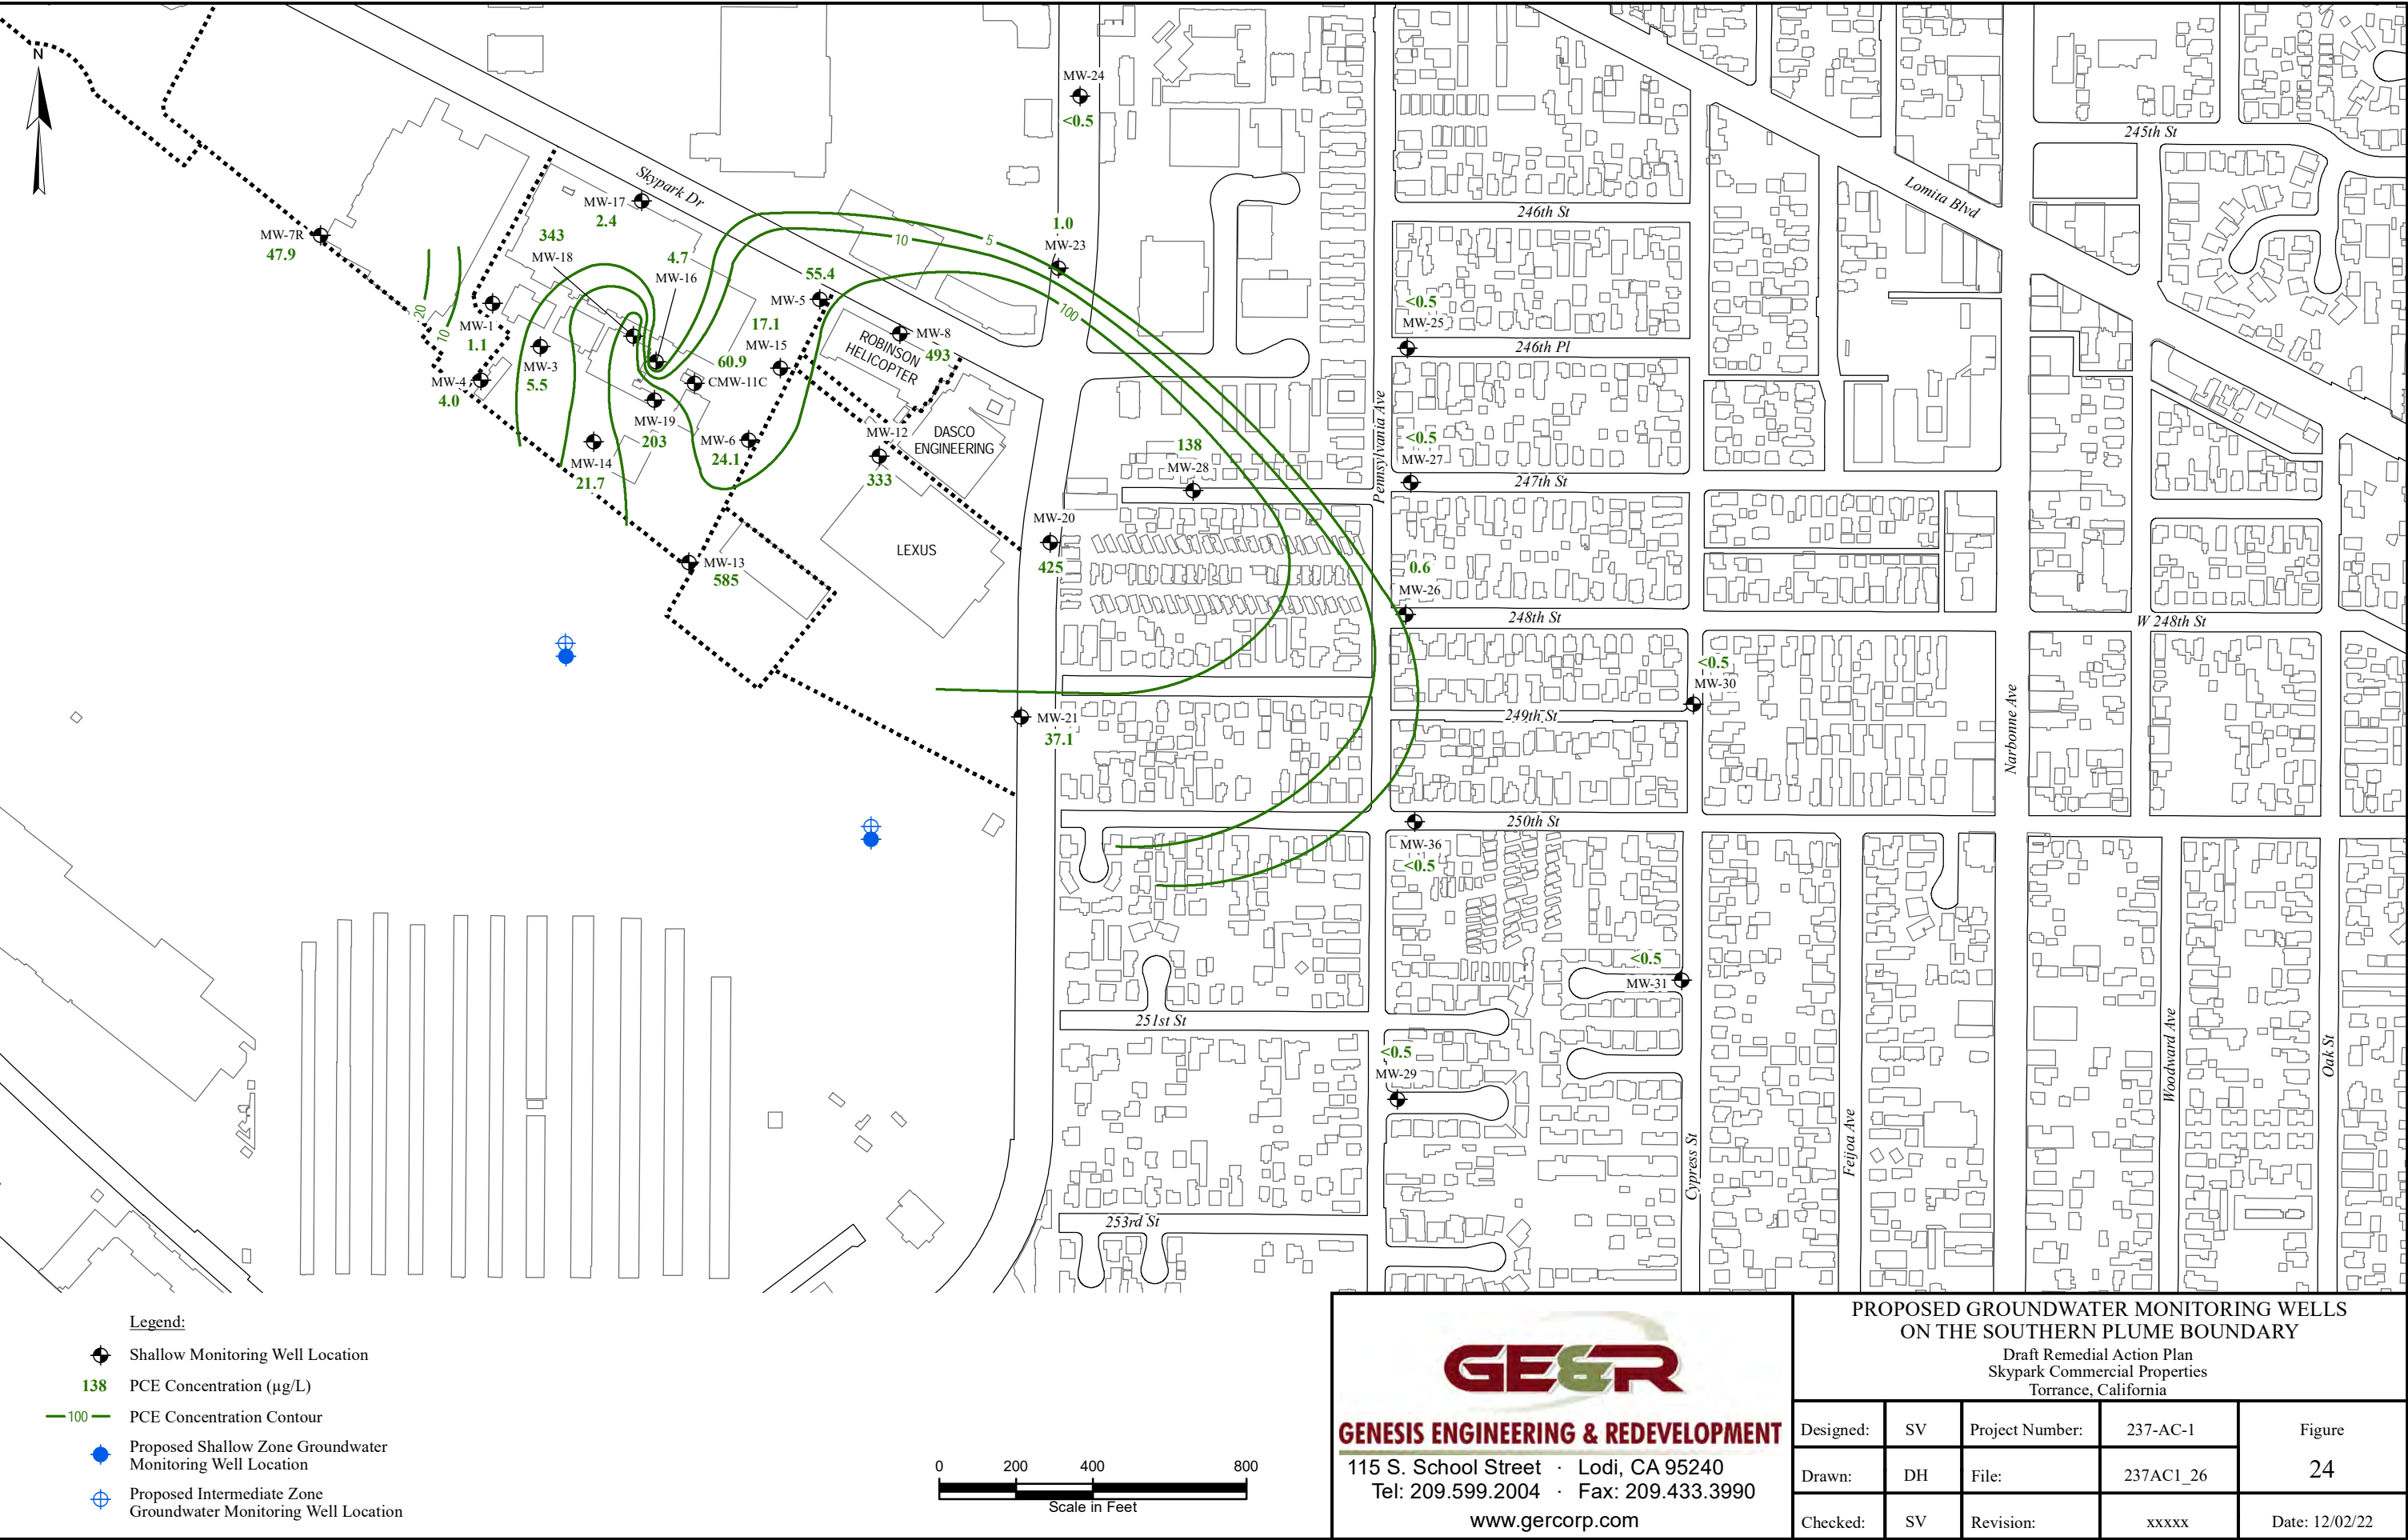 N
MW-24
<0.5
245th St
Skypark Dr
Lomita Blvd
MW-17
2.4
246th St
MW-7R
47.9
343
MW-18
4.7
MW-16
10
5
1.0
MW-23
55.4
MW-5
100
<0.5
MW-25
20
10
MW-1
1.1
17.1
MW-15
MW-8
493
ROBINSON
HELICOPTER
246th Pl
MW-3
5.5
60.9
CMW-11C
MW-4
4.0
MW-19
203
MW-6
24.1
MW-12
333
DASCO
ENGINEERING
138
MW-28
Pennsylvania Ave
<0.5
MW-27
MW-14
21.7
247th St
MW-20
425
LEXUS
MW-13
585
0.6
MW-26
248th St
W 248th St
<0.5
MW-30
MW-21
37.1
249th St
Narbonne Ave
250th St
MW-36
<0.5
<0.5
MW-31
251st St
<0.5
MW-29
Woodward Ave
Oak St
Cypress St
Feijoa Ave
253rd St
Legend:
Shallow Monitoring Well Location
138 PCE Concentration (µg/L)
100 PCE Concentration Contour
Proposed Shallow Zone Groundwater
Monitoring Well Location
Proposed Intermediate Zone
Groundwater Monitoring Well Location
0 200 400 800
Scale in Feet
GE&R
GENESIS ENGINEERING & REDEVELOPMENT
115 S. School Street · Lodi, CA 95240
Tel: 209.599.2004 · Fax: 209.433.3990
www.gercorp.com
PROPOSED GROUNDWATER MONITORING WELLS
ON THE SOUTHERN PLUME BOUNDARY
Draft Remedial Action Plan
Skypark Commercial Properties
Torrance, California
Designed: SV Project Number: 237-AC-1 Figure
Drawn: DH File: 237AC1_26 24
Checked: SV Revision: xxxxx Date: 12/02/22